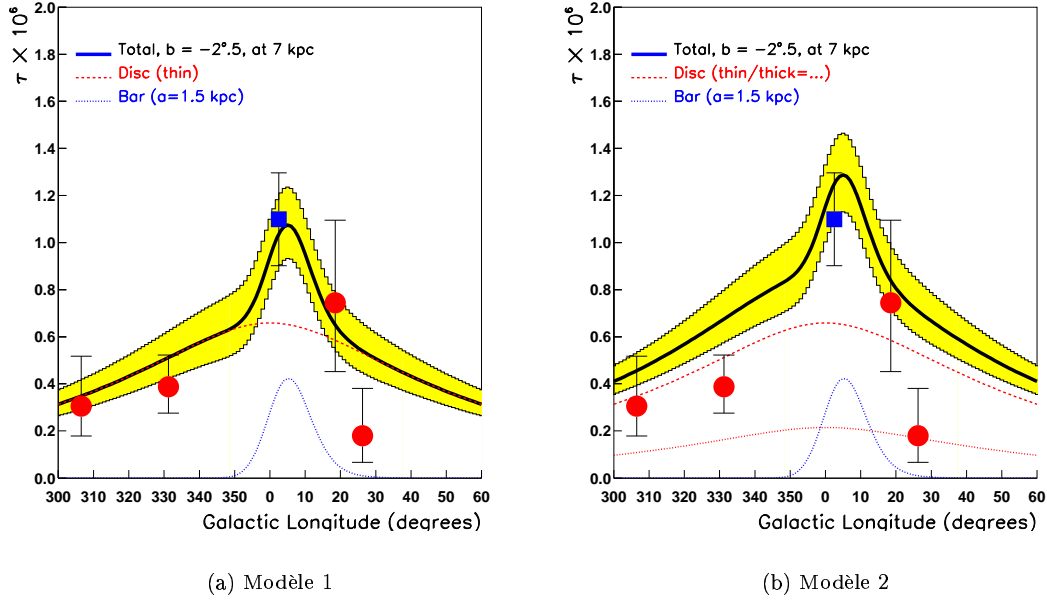 τ × 10⁶
2.0
1.8
1.6
1.4
1.2
1.0
0.8
0.6
0.4
0.2
0.0
Total, b = −2°.5, at 7 kpc
Disc (thin)
Bar (a=1.5 kpc)
300 310 320 330 340 350 0 10 20 30 40 50 60
Galactic Longitude (degrees)
(a) Modèle 1
τ × 10⁶
2.0
1.8
1.6
1.4
1.2
1.0
0.8
0.6
0.4
0.2
0.0
Total, b = −2°.5, at 7 kpc
Disc (thin/thick=...)
Bar (a=1.5 kpc)
300 310 320 330 340 350 0 10 20 30 40 50 60
Galactic Longitude (degrees)
(b) Modèle 2